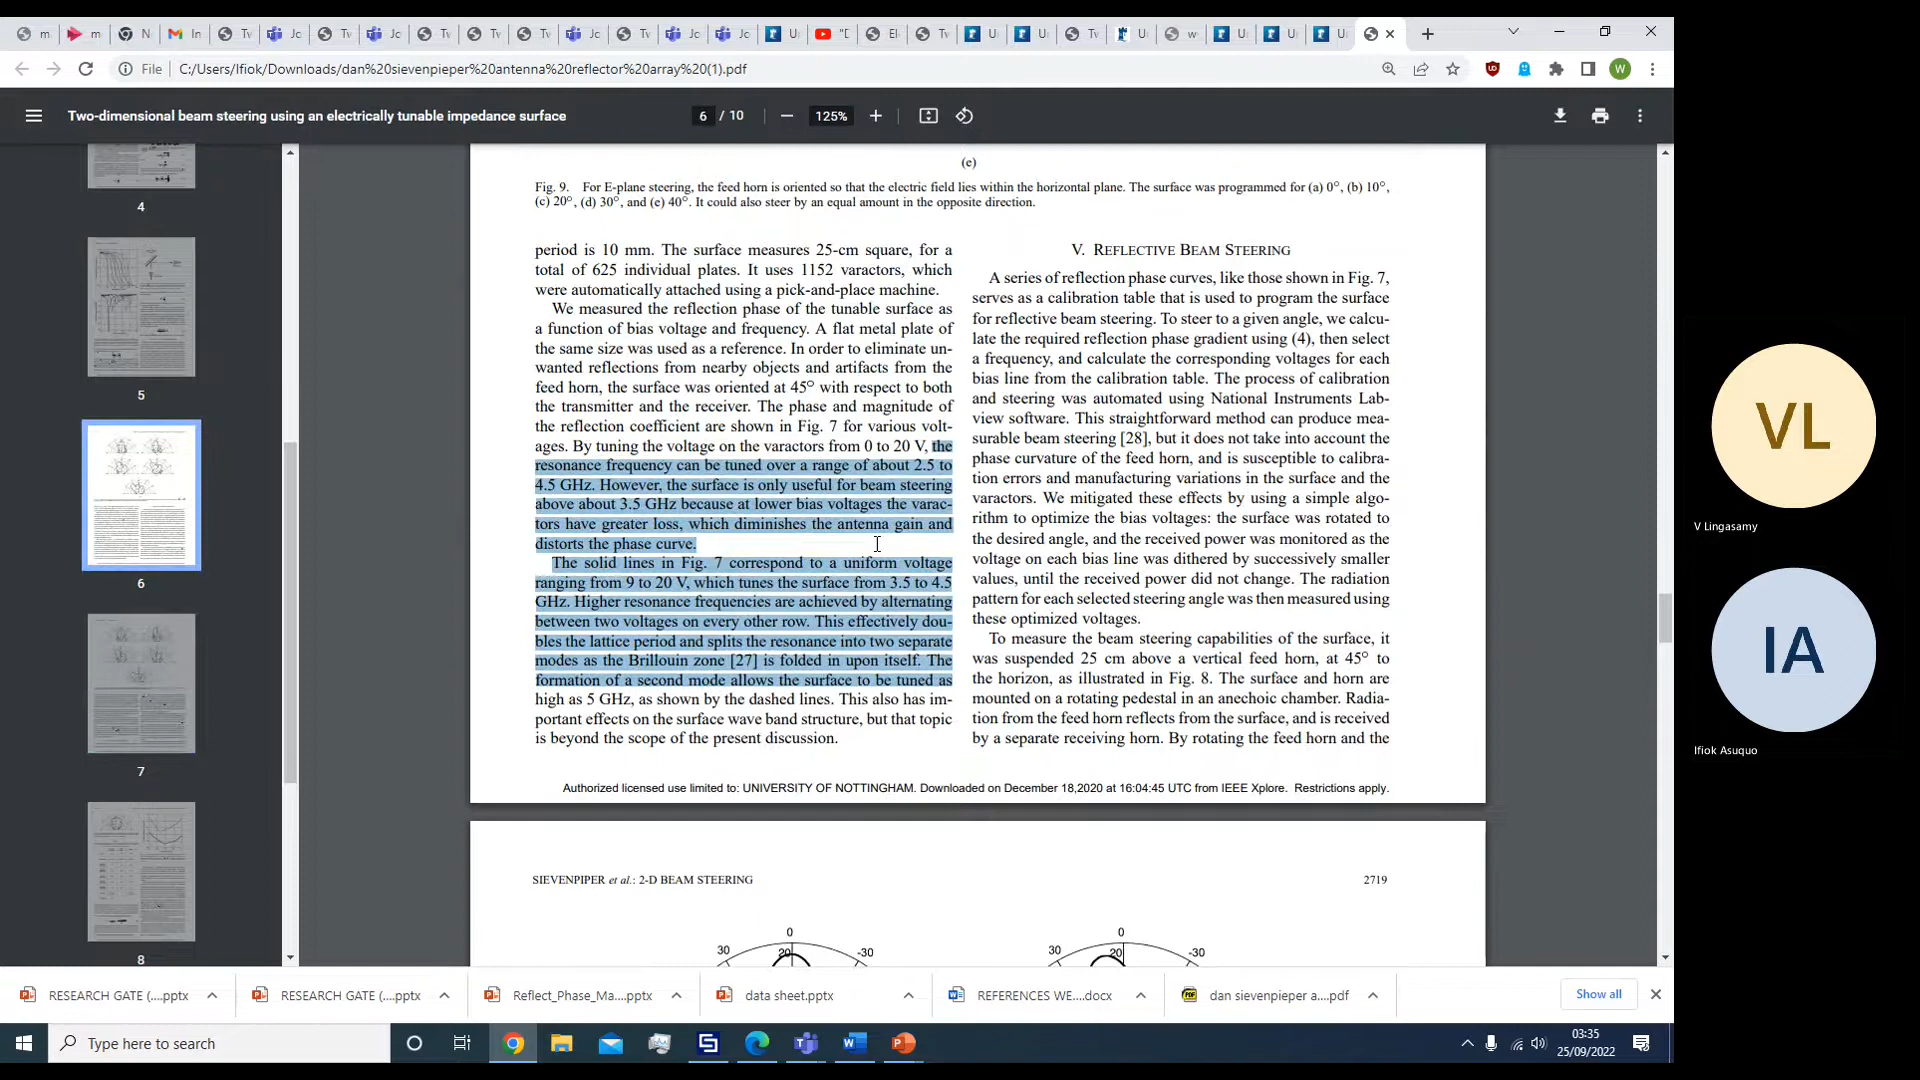 m
m
N
In
Tv
Jc
Tv
Jc
Tv
Tv
Tv
Jc
Tv
Jc
Jc
U
"D
El
Tv
U
U
Tv
U
w
U
U
U
File C:/Users/Ifiok/Downloads/dan%20sievenpieper%20antenna%20reflector%20array%20(1).pdf
W
Two-dimensional beam steering using an electrically tunable impedance surface
6 / 10
125%
4
5
6
7
8
(e)
Fig. 9. For E-plane steering, the feed horn is oriented so that the electric field lies within the horizontal plane. The surface was programmed for (a) 0°, (b) 10°,
(c) 20°, (d) 30°, and (e) 40°. It could also steer by an equal amount in the opposite direction.
period is 10 mm. The surface measures 25-cm square, for a
total of 625 individual plates. It uses 1152 varactors, which
were automatically attached using a pick-and-place machine.
We measured the reflection phase of the tunable surface as
a function of bias voltage and frequency. A flat metal plate of
the same size was used as a reference. In order to eliminate un-
wanted reflections from nearby objects and artifacts from the
feed horn, the surface was oriented at 45° with respect to both
the transmitter and the receiver. The phase and magnitude of
the reflection coefficient are shown in Fig. 7 for various volt-
ages. By tuning the voltage on the varactors from 0 to 20 V, the
resonance frequency can be tuned over a range of about 2.5 to
4.5 GHz. However, the surface is only useful for beam steering
above about 3.5 GHz because at lower bias voltages the varac-
tors have greater loss, which diminishes the antenna gain and
distorts the phase curve.
The solid lines in Fig. 7 correspond to a uniform voltage
ranging from 9 to 20 V, which tunes the surface from 3.5 to 4.5
GHz. Higher resonance frequencies are achieved by alternating
between two voltages on every other row. This effectively dou-
bles the lattice period and splits the resonance into two separate
modes as the Brillouin zone [27] is folded in upon itself. The
formation of a second mode allows the surface to be tuned as
high as 5 GHz, as shown by the dashed lines. This also has im-
portant effects on the surface wave band structure, but that topic
is beyond the scope of the present discussion.
V. REFLECTIVE BEAM STEERING
A series of reflection phase curves, like those shown in Fig. 7,
serves as a calibration table that is used to program the surface
for reflective beam steering. To steer to a given angle, we calcu-
late the required reflection phase gradient using (4), then select
a frequency, and calculate the corresponding voltages for each
bias line from the calibration table. The process of calibration
and steering was automated using National Instruments Lab-
view software. This straightforward method can produce mea-
surable beam steering [28], but it does not take into account the
phase curvature of the feed horn, and is susceptible to calibra-
tion errors and manufacturing variations in the surface and the
varactors. We mitigated these effects by using a simple algo-
rithm to optimize the bias voltages: the surface was rotated to
the desired angle, and the received power was monitored as the
voltage on each bias line was dithered by successively smaller
values, until the received power did not change. The radiation
pattern for each selected steering angle was then measured using
these optimized voltages.
To measure the beam steering capabilities of the surface, it
was suspended 25 cm above a vertical feed horn, at 45° to
the horizon, as illustrated in Fig. 8. The surface and horn are
mounted on a rotating pedestal in an anechoic chamber. Radia-
tion from the feed horn reflects from the surface, and is received
by a separate receiving horn. By rotating the feed horn and the
Authorized licensed use limited to: UNIVERSITY OF NOTTINGHAM. Downloaded on December 18,2020 at 16:04:45 UTC from IEEE Xplore. Restrictions apply.
SIEVENPIPER et al.: 2-D BEAM STEERING 2719
0
30 20 -30
0
30 20 -30
VL
V Lingasamy
IA
Ifiok Asuquo
RESEARCH GATE (....pptx
RESEARCH GATE (....pptx
Reflect_Phase_Ma....pptx
data sheet.pptx
REFERENCES WE....docx
dan sievenpieper a....pdf
Show all
Type here to search
03:35
25/09/2022